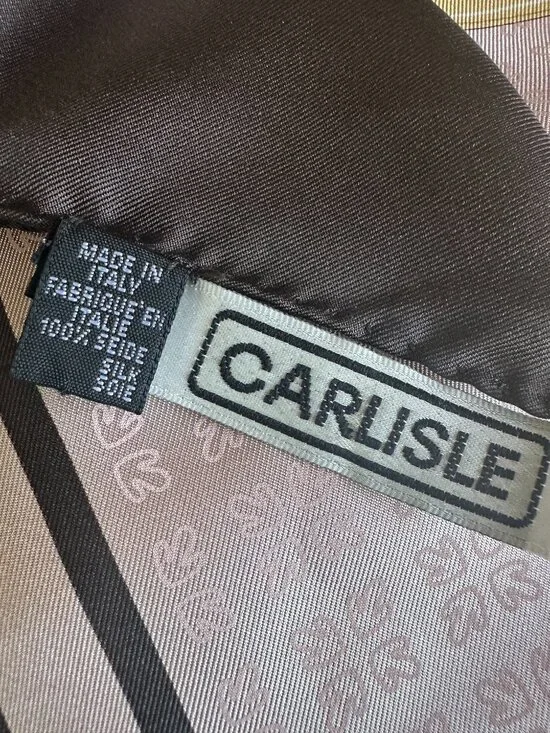 MADE IN
ITALY
FABRIQUE EN
ITALIE
100% SEIDE
SILK
SOIE
CARLISLE